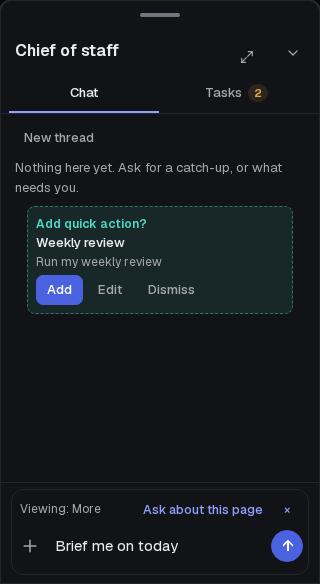 Chief of staff
Chat
Tasks 2
New thread
Nothing here yet. Ask for a catch-up, or what
needs you.
Add quick action?
Weekly review
Run my weekly review
Add Edit Dismiss
Viewing: More Ask about this page ×
Brief me on today